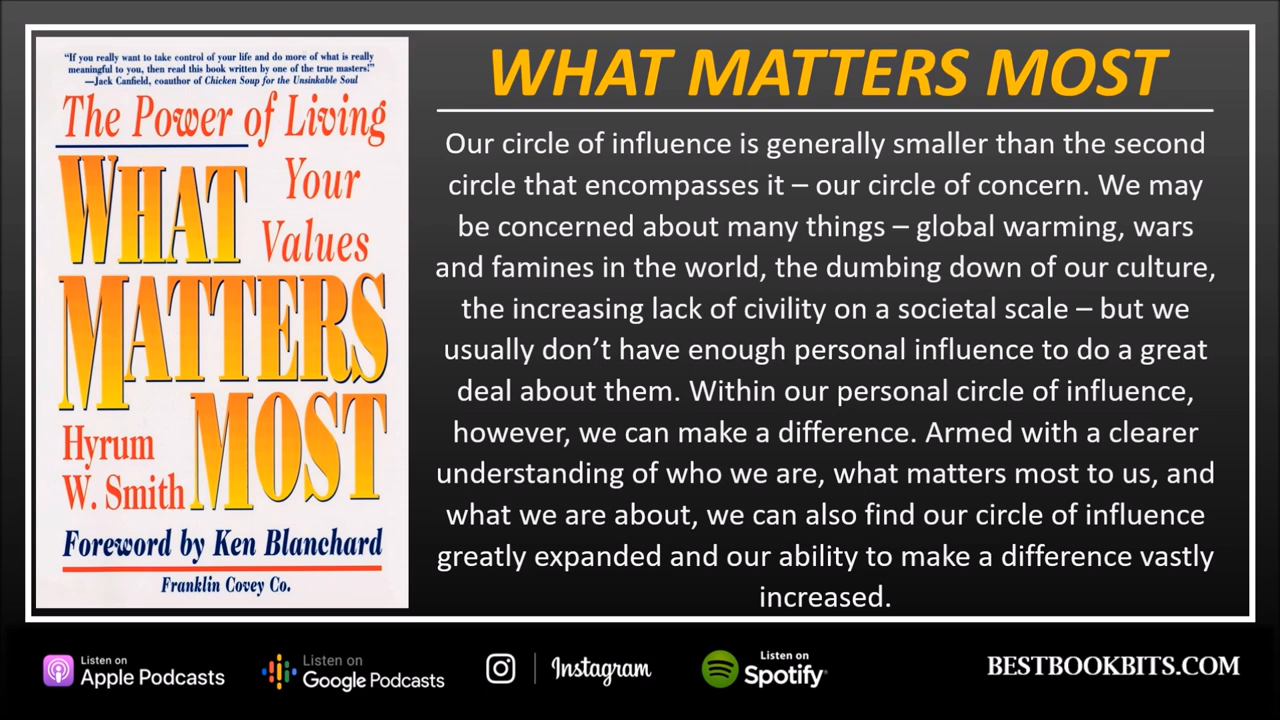 “If you really want to take control of your life and do more of what is really
meaningful to you, then read this book written by one of the true masters!”
—Jack Canfield, coauthor of Chicken Soup for the Unsinkable Soul
The Power of Living
Your
Values
WHAT
MATTERS
MOST
Hyrum
W. Smith
Foreword by Ken Blanchard
Franklin Covey Co.
WHAT MATTERS MOST
Our circle of influence is generally smaller than the second
circle that encompasses it – our circle of concern. We may
be concerned about many things – global warming, wars
and famines in the world, the dumbing down of our culture,
the increasing lack of civility on a societal scale – but we
usually don’t have enough personal influence to do a great
deal about them. Within our personal circle of influence,
however, we can make a difference. Armed with a clearer
understanding of who we are, what matters most to us, and
what we are about, we can also find our circle of influence
greatly expanded and our ability to make a difference vastly
increased.
Listen on
Apple Podcasts
Listen on
Google Podcasts
Instagram
Listen on
Spotify
BESTBOOKBITS.COM